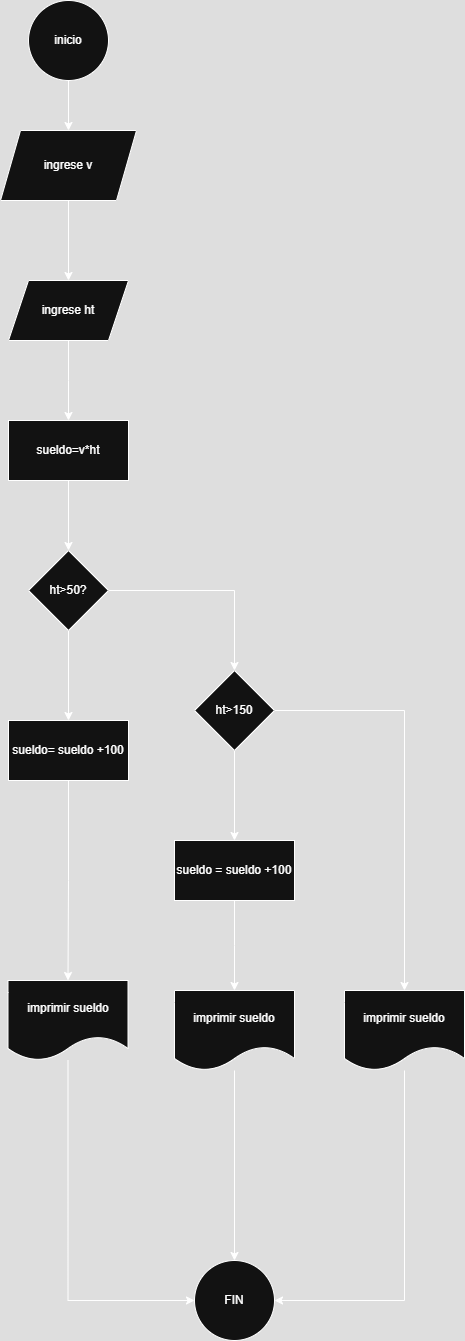 inicio
ingrese v
ingrese ht
sueldo=v*ht
ht>50?
ht>150
sueldo= sueldo +100
sueldo = sueldo +100
imprimir sueldo
imprimir sueldo
imprimir sueldo
FIN